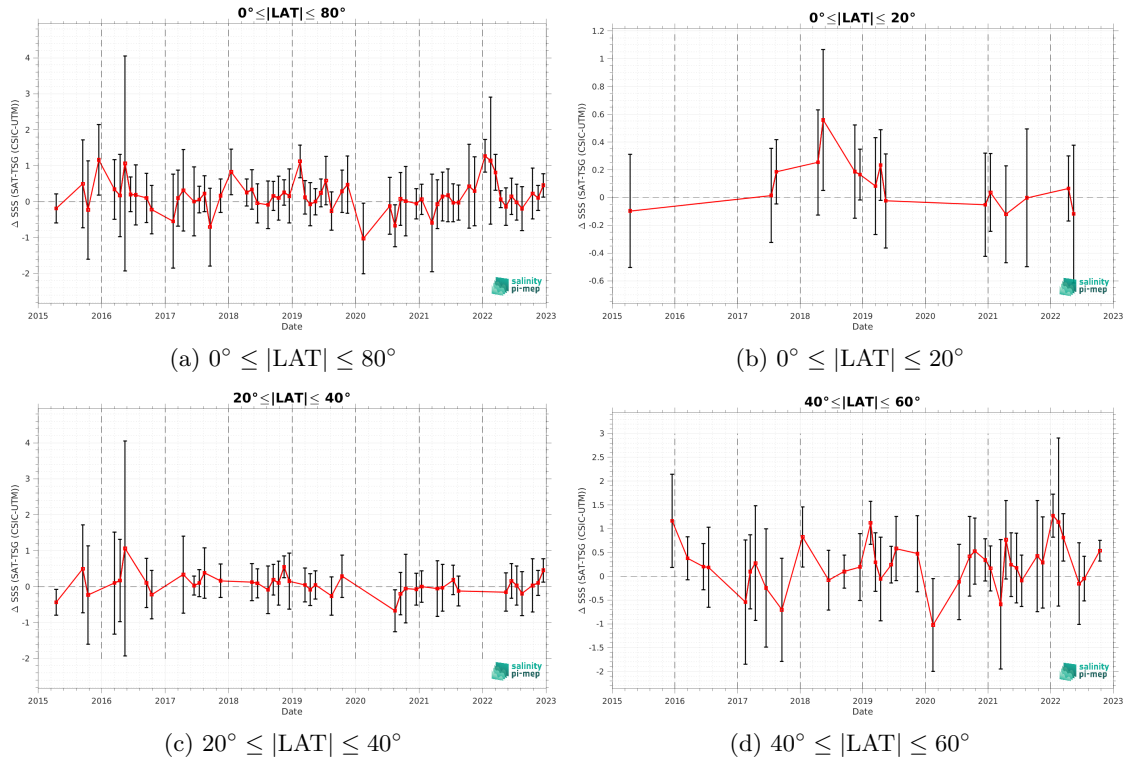 0°≤|LAT|≤ 80°
Δ SSS (SAT-TSG (CSIC-UTM))
4
3
2
1
0
-1
-2
2015 2016 2017 2018 2019 2020 2021 2022 2023
Date
salinity
pi-mep
(a) 0° ≤ |LAT| ≤ 80°
0°≤|LAT|≤ 20°
Δ SSS (SAT-TSG (CSIC-UTM))
1.2
1
0.8
0.6
0.4
0.2
0
-0.2
-0.4
-0.6
2015 2016 2017 2018 2019 2020 2021 2022 2023
Date
salinity
pi-mep
(b) 0° ≤ |LAT| ≤ 20°
20°≤|LAT|≤ 40°
Δ SSS (SAT-TSG (CSIC-UTM))
4
3
2
1
0
-1
-2
2015 2016 2017 2018 2019 2020 2021 2022 2023
Date
salinity
pi-mep
(c) 20° ≤ |LAT| ≤ 40°
40°≤|LAT|≤ 60°
Δ SSS (SAT-TSG (CSIC-UTM))
3
2.5
2
1.5
1
0.5
0
-0.5
-1
-1.5
-2
2015 2016 2017 2018 2019 2020 2021 2022 2023
Date
salinity
pi-mep
(d) 40° ≤ |LAT| ≤ 60°